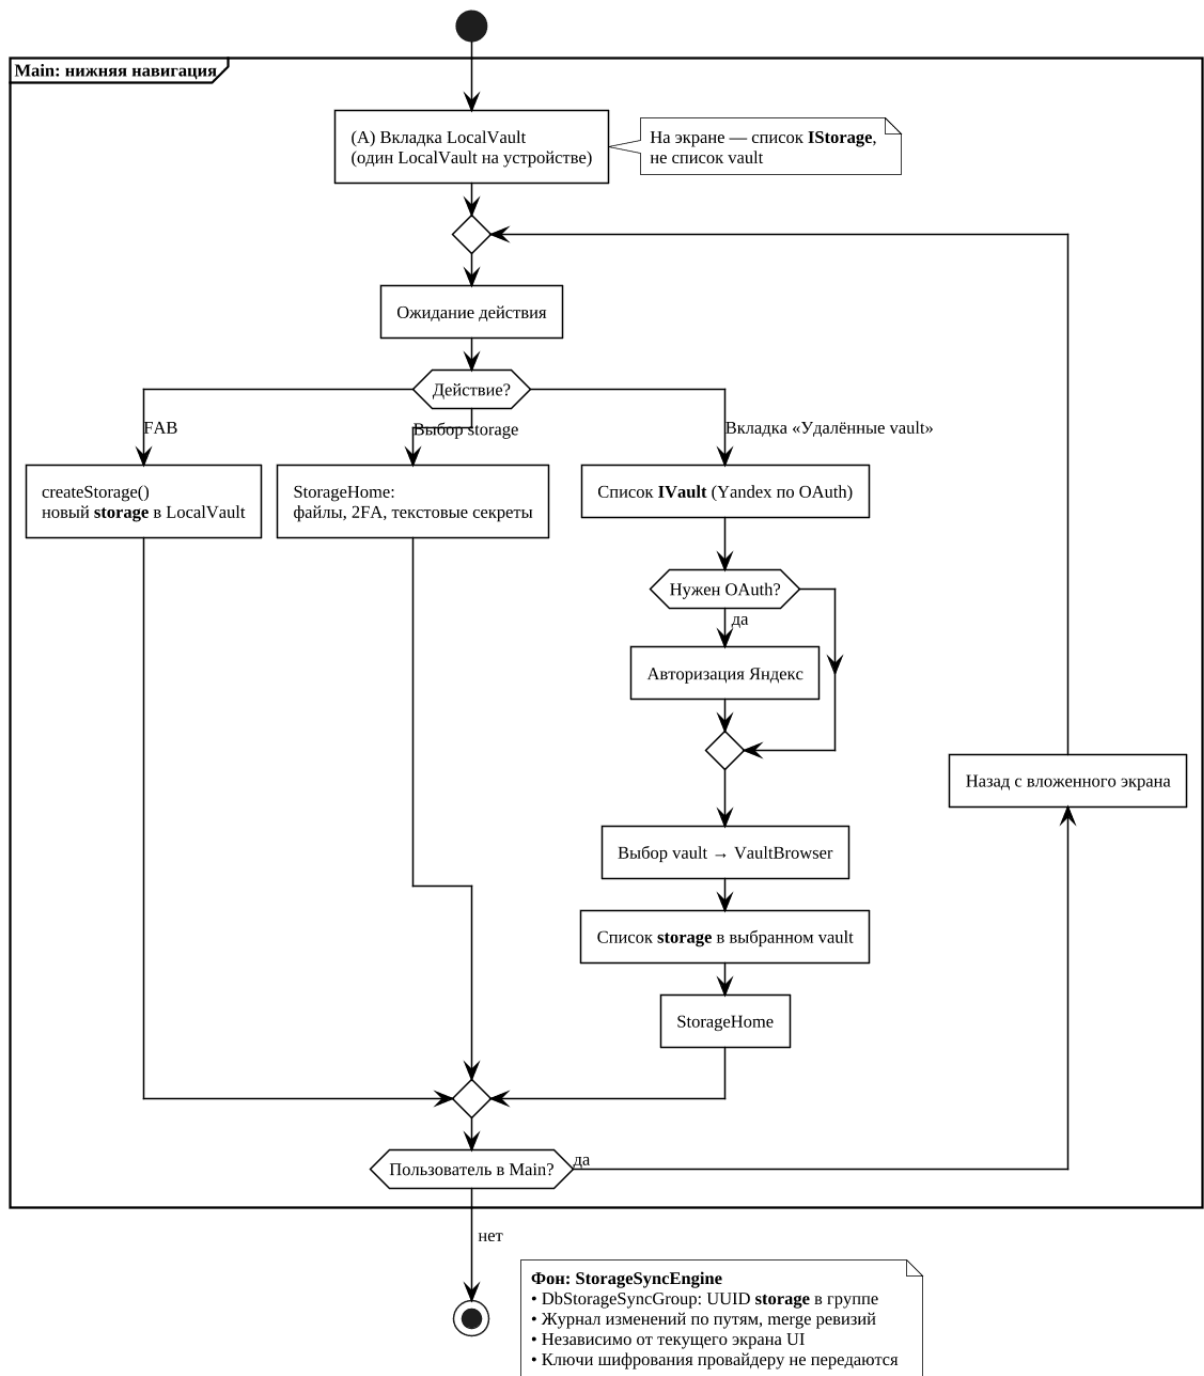 Main: нижняя навигация
(A) Вкладка LocalVault
(один LocalVault на устройстве)
На экране — список IStorage,
не список vault
Ожидание действия
Действие?
FAB
Выбор storage
Вкладка «Удалённые vault»
createStorage()
новый storage в LocalVault
StorageHome:
файлы, 2FA, текстовые секреты
Список IVault (Yandex по OAuth)
Нужен OAuth?
да
Авторизация Яндекс
Назад с вложенного экрана
Выбор vault → VaultBrowser
Список storage в выбранном vault
StorageHome
Пользователь в Main?
да
нет
Фон: StorageSyncEngine
• DbStorageSyncGroup: UUID storage в группе
• Журнал изменений по путям, merge ревизий
• Независимо от текущего экрана UI
• Ключи шифрования провайдеру не передаются